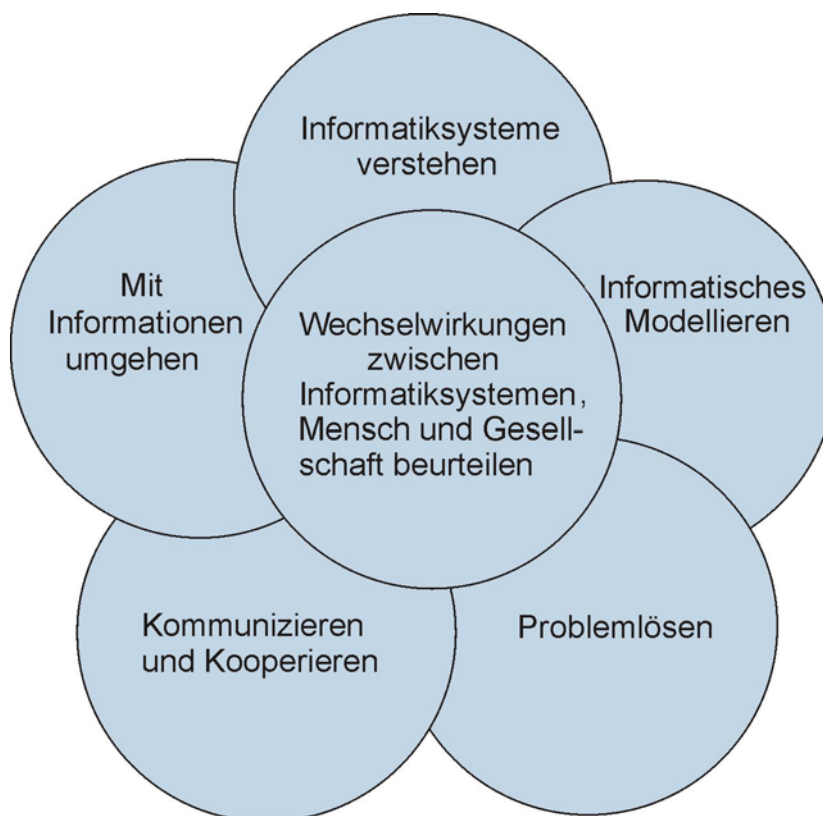 Informatiksysteme
verstehen
Mit
Informationen
umgehen
Informatisches
Modellieren
Wechselwirkungen
zwischen
Informatiksystemen,
Mensch und Gesell-
schaft beurteilen
Kommunizieren
und Kooperieren
Problemlösen